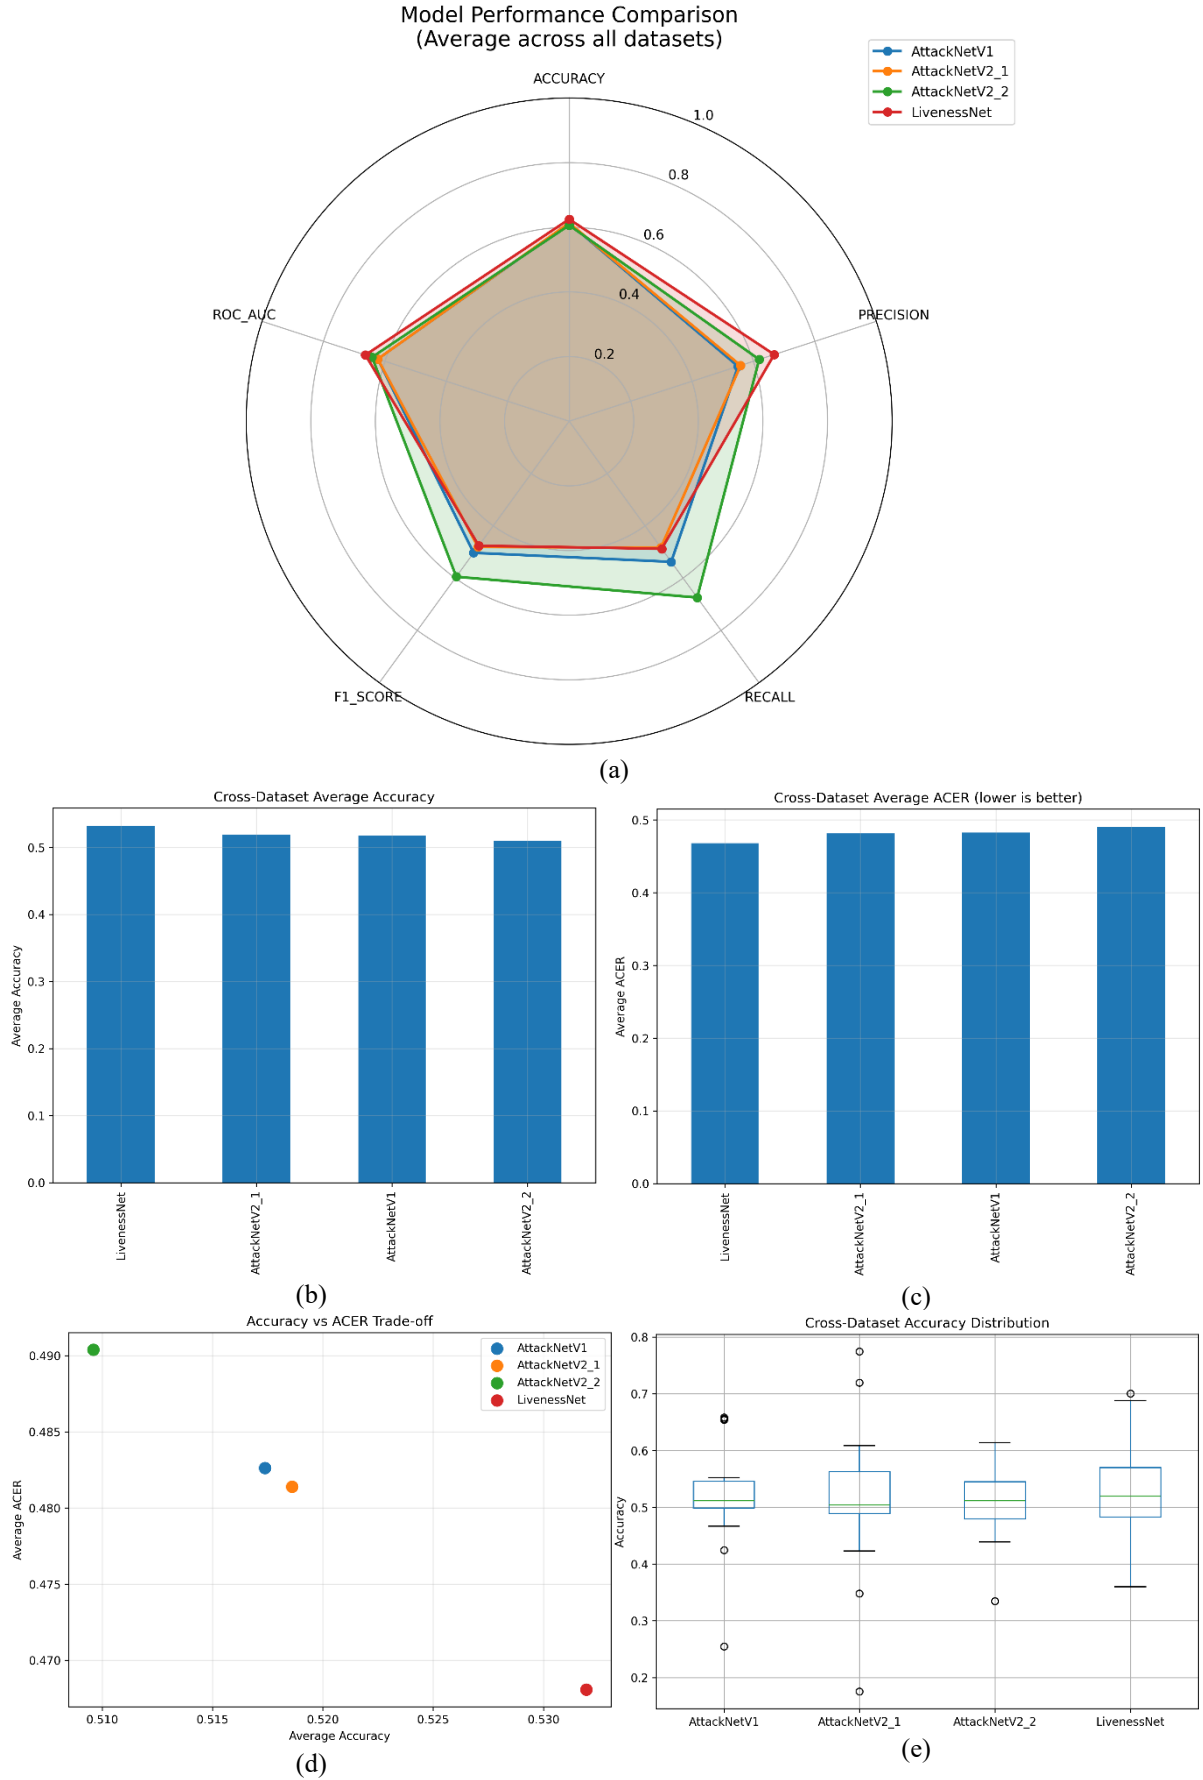 Model Performance Comparison
(Average across all datasets)
AttackNetV1
AttackNetV2_1
AttackNetV2_2
LivenessNet
ACCURACY
PRECISION
RECALL
F1_SCORE
ROC_AUC
1.0
0.8
0.6
0.4
0.2
(a)
Cross-Dataset Average Accuracy
Average Accuracy
0.5
0.4
0.3
0.2
0.1
0.0
LivenessNet
AttackNetV2_1
AttackNetV1
AttackNetV2_2
(b)
Cross-Dataset Average ACER (lower is better)
Average ACER
0.5
0.4
0.3
0.2
0.1
0.0
LivenessNet
AttackNetV2_1
AttackNetV1
AttackNetV2_2
(c)
Accuracy vs ACER Trade-off
AttackNetV1
AttackNetV2_1
AttackNetV2_2
LivenessNet
Average ACER
0.490
0.485
0.480
0.475
0.470
0.510
0.515
0.520
0.525
0.530
Average Accuracy
(d)
Cross-Dataset Accuracy Distribution
Accuracy
0.8
0.7
0.6
0.5
0.4
0.3
0.2
AttackNetV1
AttackNetV2_1
AttackNetV2_2
LivenessNet
(e)